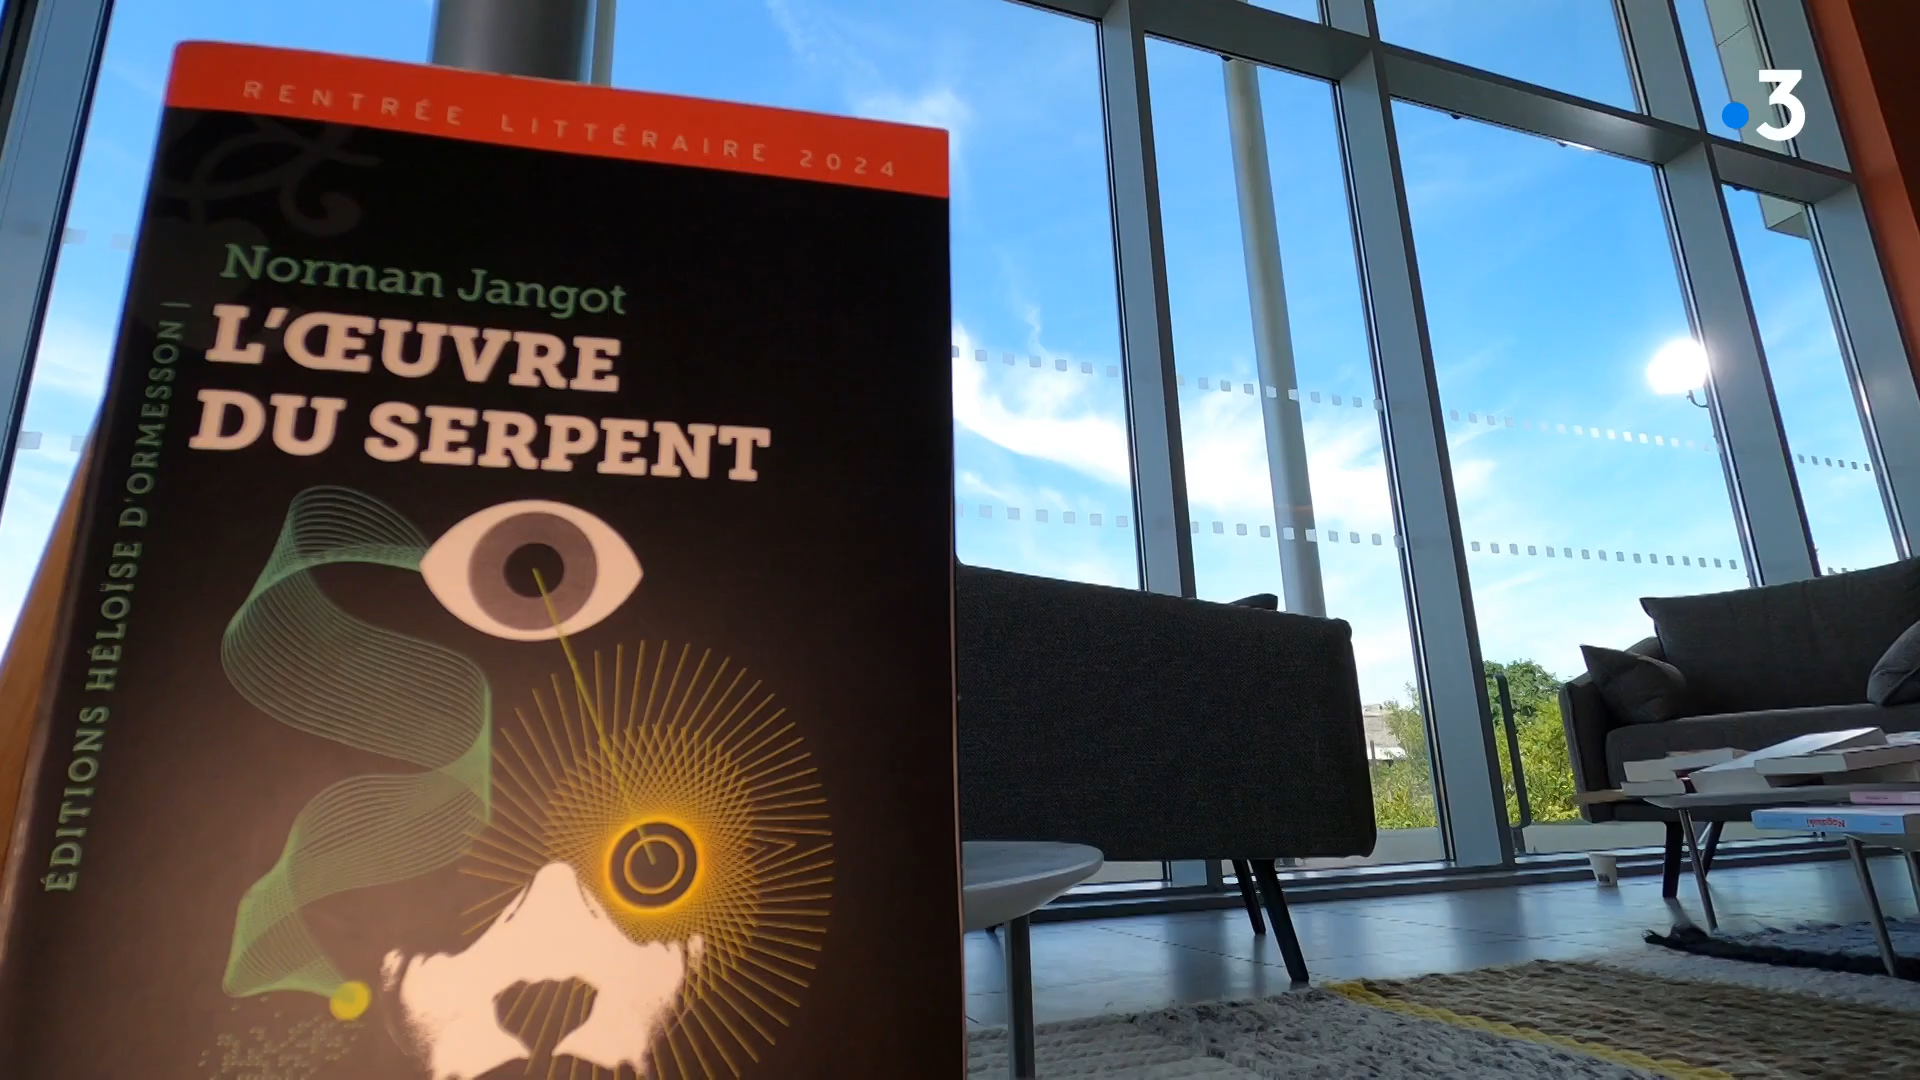 RENTRÉE LITTÉRAIRE 2024
Norman Jangot
L'ŒUVRE
DU SERPENT
ÉDITIONS HÉLOÏSE D'ORMESSON |
3